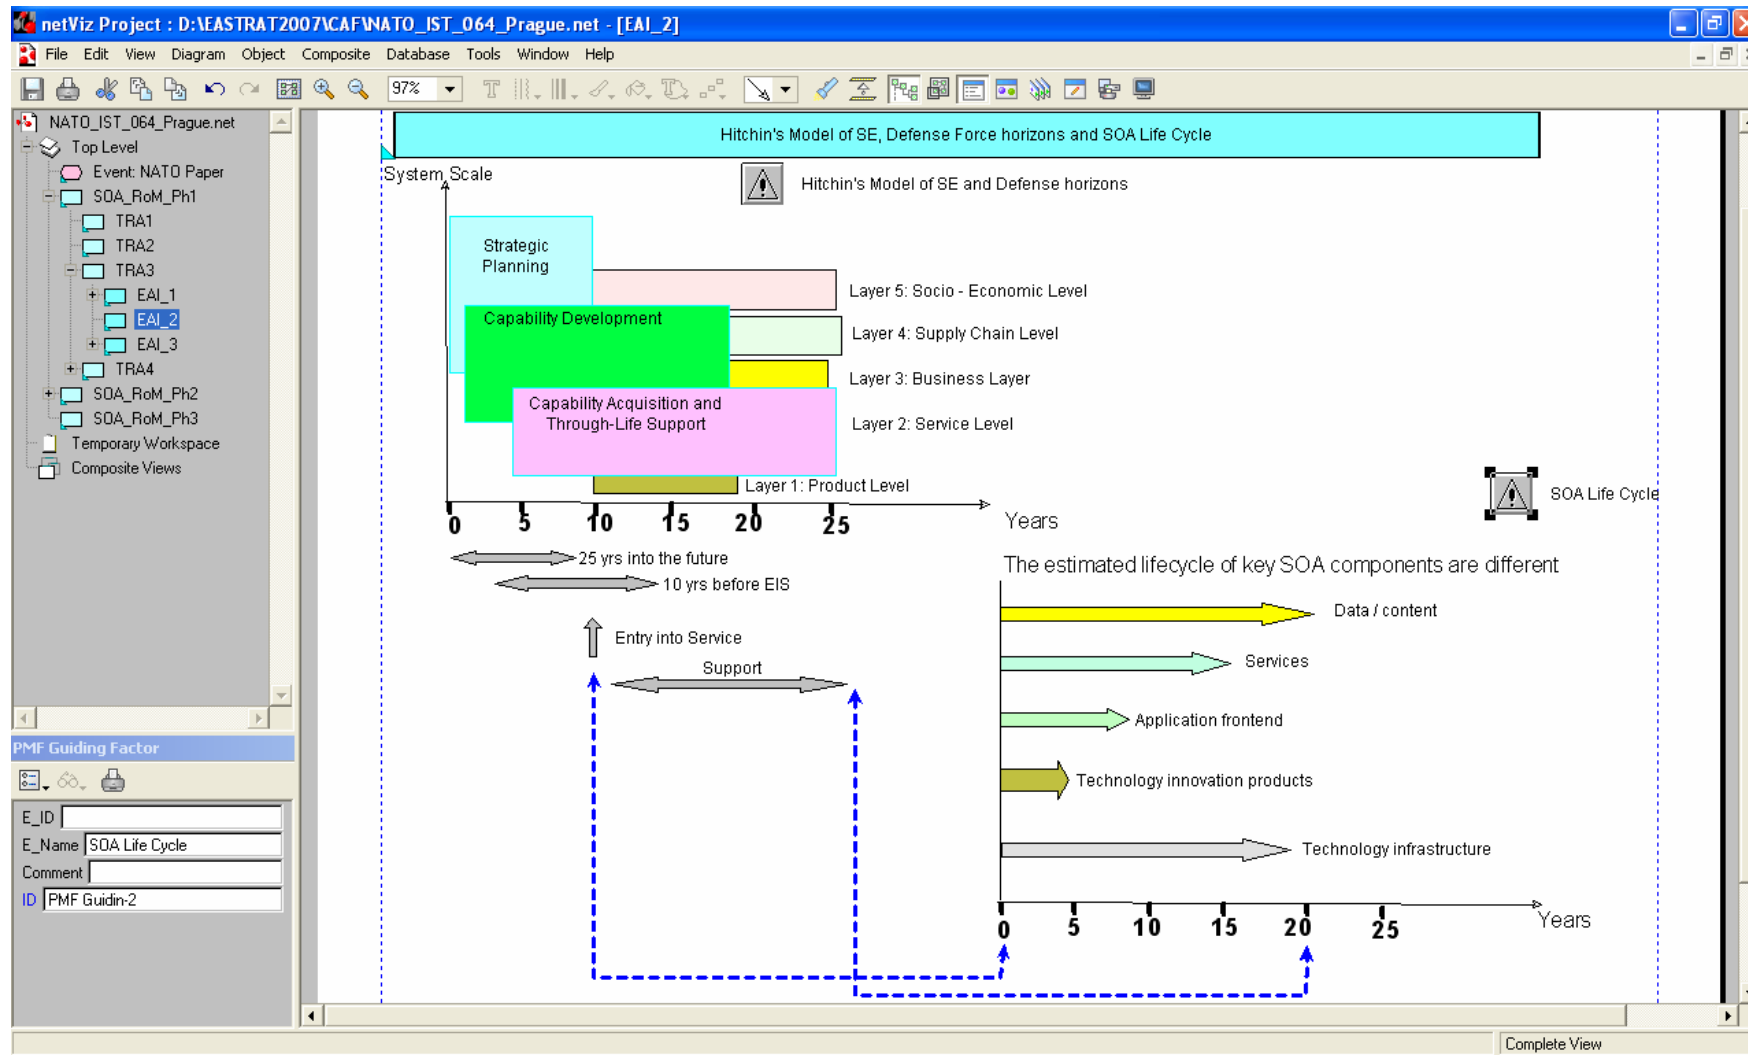 netViz Project : D:\EASTRAT2007\CAF\NATO_IST_064_Prague.net - [EAI_2]
File Edit View Diagram Object Composite Database Tools Window Help
97%
NATO_IST_064_Prague.net
Top Level
Event: NATO Paper
SOA_RoM_Ph1
TRA1
TRA2
TRA3
EAI_1
EAI_2
EAI_3
TRA4
SOA_RoM_Ph2
SOA_RoM_Ph3
Temporary Workspace
Composite Views
PMF Guiding Factor
E_ID
E_Name SOA Life Cycle
Comment
ID PMF Guidin-2
Hitchin's Model of SE, Defense Force horizons and SOA Life Cycle
System Scale
Hitchin's Model of SE and Defense horizons
Strategic
Planning
Layer 5: Socio - Economic Level
Capability Development
Layer 4: Supply Chain Level
Layer 3: Business Layer
Capability Acquisition and
Through-Life Support
Layer 2: Service Level
Layer 1: Product Level
SOA Life Cycle
0 5 10 15 20 25
Years
25 yrs into the future
10 yrs before EIS
Entry into Service
Support
The estimated lifecycle of key SOA components are different
Data / content
Services
Application frontend
Technology innovation products
Technology infrastructure
0 5 10 15 20 25
Years
Complete View